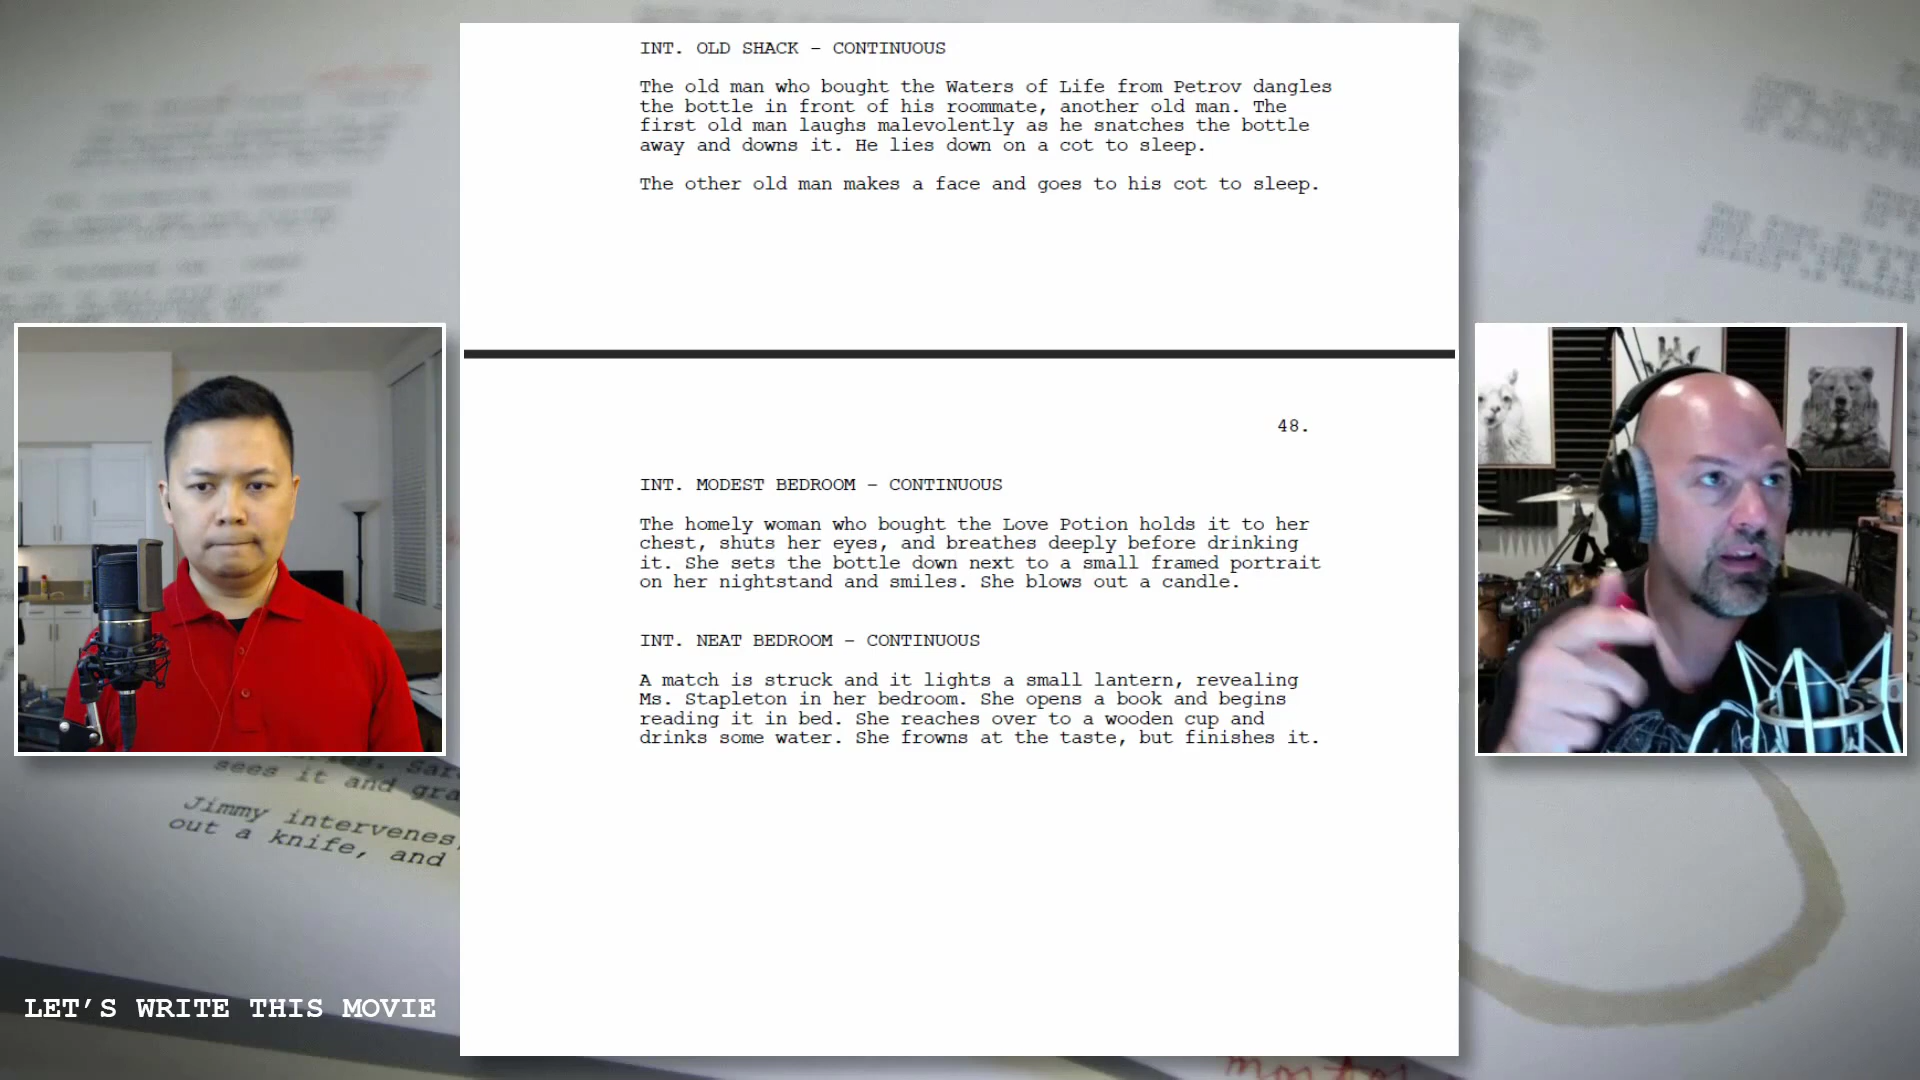 INT. OLD SHACK - CONTINUOUS
The old man who bought the Waters of Life from Petrov dangles
the bottle in front of his roommate, another old man. The
first old man laughs malevolently as he snatches the bottle
away and downs it. He lies down on a cot to sleep.
The other old man makes a face and goes to his cot to sleep.
48.
INT. MODEST BEDROOM - CONTINUOUS
The homely woman who bought the Love Potion holds it to her
chest, shuts her eyes, and breathes deeply before drinking
it. She sets the bottle down next to a small framed portrait
on her nightstand and smiles. She blows out a candle.
INT. NEAT BEDROOM - CONTINUOUS
A match is struck and it lights a small lantern, revealing
Ms. Stapleton in her bedroom. She opens a book and begins
reading it in bed. She reaches over to a wooden cup and
drinks some water. She frowns at the taste, but finishes it.
sees it and
Jimmy intervenes
out a knife, and
LET'S WRITE THIS MOVIE